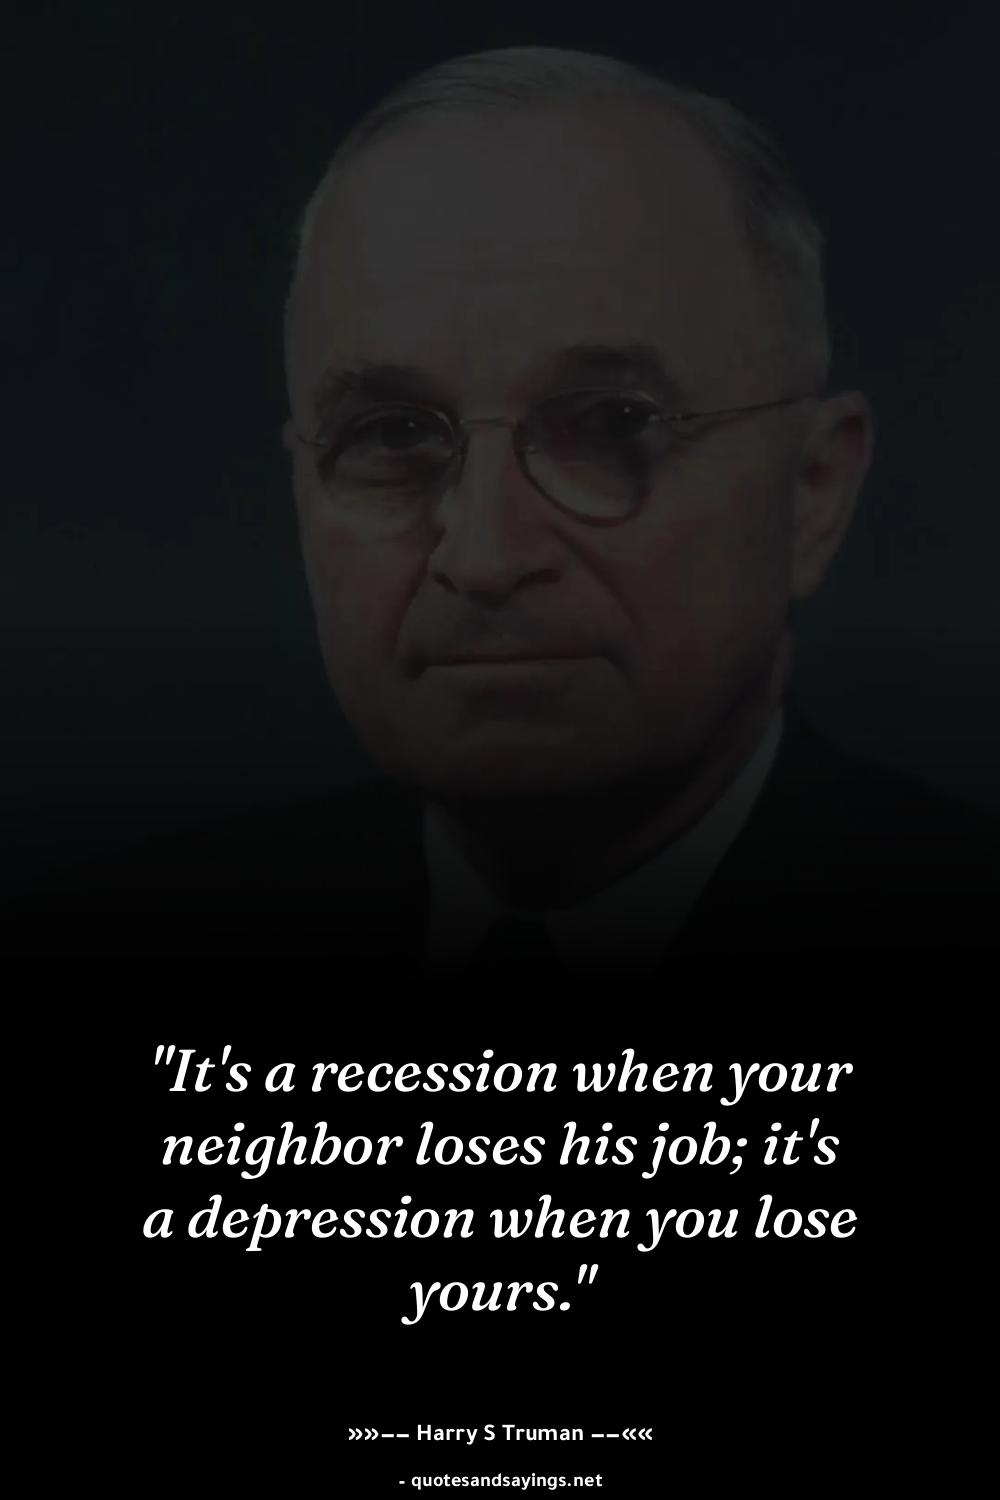 "It's a recession when your
neighbor loses his job; it's
a depression when you lose
yours."
»»–– Harry S Truman ––««
- quotesandsayings.net